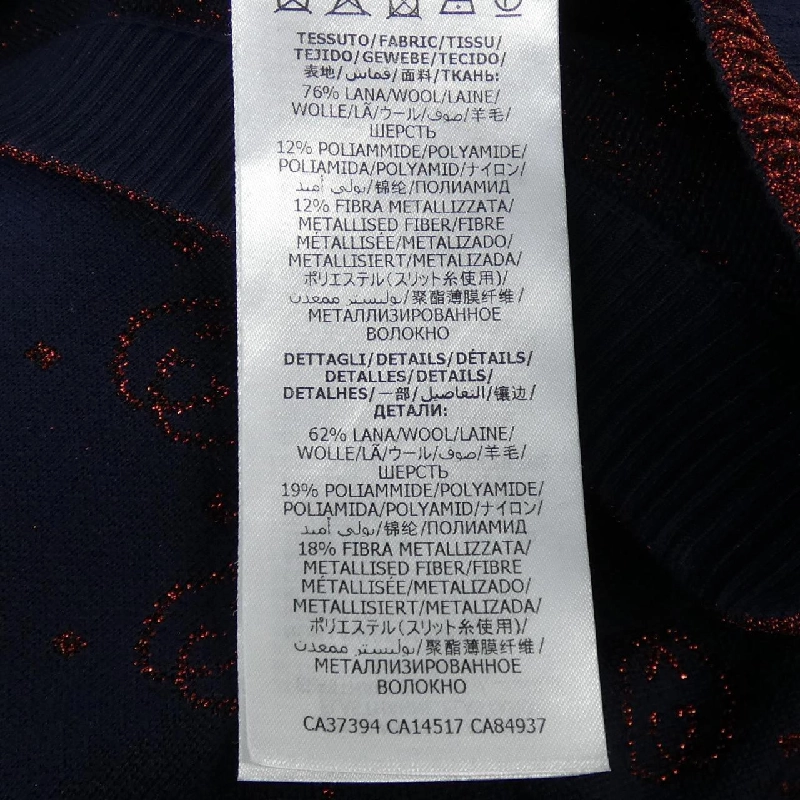 TESSUTO/FABRIC/TISSU/
TEJIDO/GEWEBE/TECIDO/
表地/قماش/面料/ТКАНЬ:
76% LANA/WOOL/LAINE/
WOLLE/LÃ/ウール/صوف/羊毛/
ШЕРСТЬ
12% POLIAMMIDE/POLYAMIDE/
POLIAMIDA/POLYAMID/ナイロン/
بولي أميد/锦纶/ПОЛИАМИД
12% FIBRA METALLIZZATA/
METALLISED FIBER/FIBRE
MÉTALLISÉE/METALIZADO/
METALLISIERT/METALIZADA/
ポリエステル(スリット糸使用)/
بوليستر ممعدن/聚酯薄膜纤维/
МЕТАЛЛИЗИРОВАННОЕ
ВОЛОКНО
DETTAGLI/DETAILS/DÉTAILS/
DETALLES/DETAILS/
DETALHES/一部/التفاصيل/镶边/
ДЕТАЛИ:
62% LANA/WOOL/LAINE/
WOLLE/LÃ/ウール/صوف/羊毛/
ШЕРСТЬ
19% POLIAMMIDE/POLYAMIDE/
POLIAMIDA/POLYAMID/ナイロン/
بولي أميد/锦纶/ПОЛИАМИД
18% FIBRA METALLIZZATA/
METALLISED FIBER/FIBRE
MÉTALLISÉE/METALIZADO/
METALLISIERT/METALIZADA/
ポリエステル(スリット糸使用)/
بوليستر ممعدن/聚酯薄膜纤维/
МЕТАЛЛИЗИРОВАННОЕ
ВОЛОКНО
CA37394 CA14517 CA84937